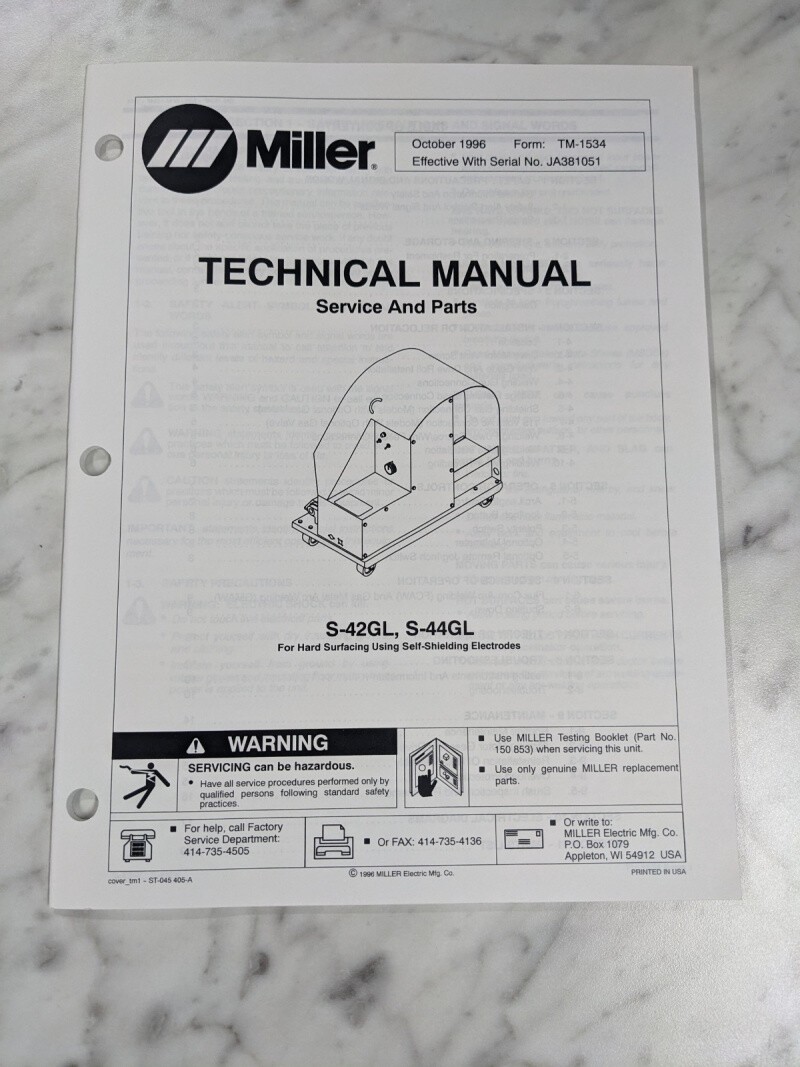 Miller®
October 1996 Form: TM-1534
Effective With Serial No. JA381051
TECHNICAL MANUAL
Service And Parts
S-42GL, S-44GL
For Hard Surfacing Using Self-Shielding Electrodes
WARNING
SERVICING can be hazardous.
• Have all service procedures performed only by
qualified persons following standard safety
practices.
■ Use MILLER Testing Booklet (Part No.
150 853) when servicing this unit.
■ Use only genuine MILLER replacement
parts.
■ For help, call Factory
Service Department:
414-735-4505
■ Or FAX: 414-735-4136
■ Or write to:
MILLER Electric Mfg. Co.
P.O. Box 1079
Appleton, WI 54912 USA
cover_tm1 - ST-045 405-A
© 1996 MILLER Electric Mfg. Co.
PRINTED IN USA